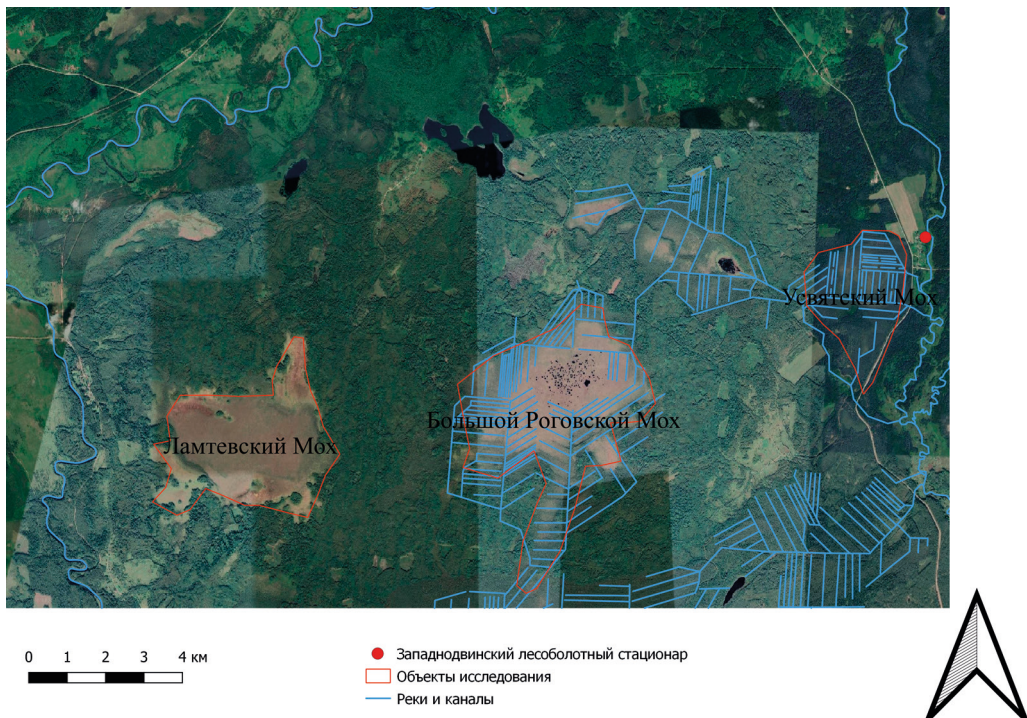 Усвятский Мох
Большой Роговской Мох
Ламтевский Мох
0 1 2 3 4 км
Западнодвинский лесоболотный стационар
Объекты исследования
Реки и каналы